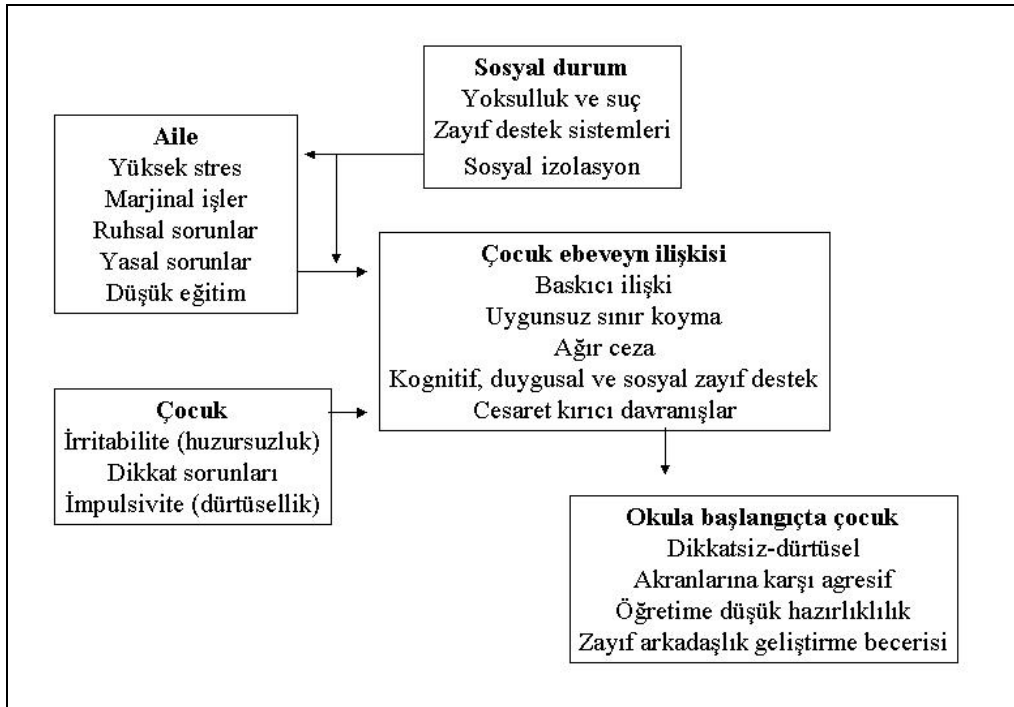 Sosyal durum
Yoksulluk ve suç
Zayıf destek sistemleri
Sosyal izolasyon
Aile
Yüksek stres
Marjinal işler
Ruhsal sorunlar
Yasal sorunlar
Düşük eğitim
Çocuk ebeveyn ilişkisi
Baskıcı ilişki
Uygunsuz sınır koyma
Ağır ceza
Kognitif, duygusal ve sosyal zayıf destek
Cesaret kırıcı davranışlar
Çocuk
İrritabilite (huzursuzluk)
Dikkat sorunları
İmpulsivite (dürtüsellik)
Okula başlangıçta çocuk
Dikkatsiz-dürtüsel
Akranlarına karşı agresif
Öğretime düşük hazırlıklılık
Zayıf arkadaşlık geliştirme becerisi